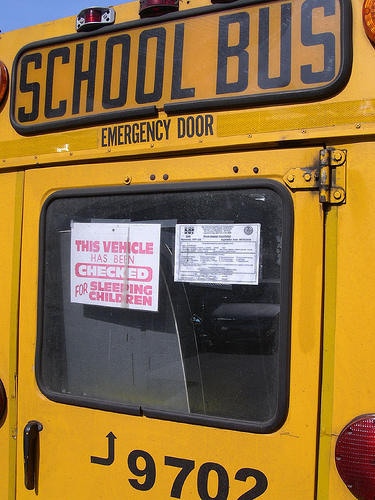 SCHOOL BUS
EMERGENCY DOOR
THIS VEHICLE
HAS BEEN
CHECKED
FOR SLEEPING
CHILDREN
9702